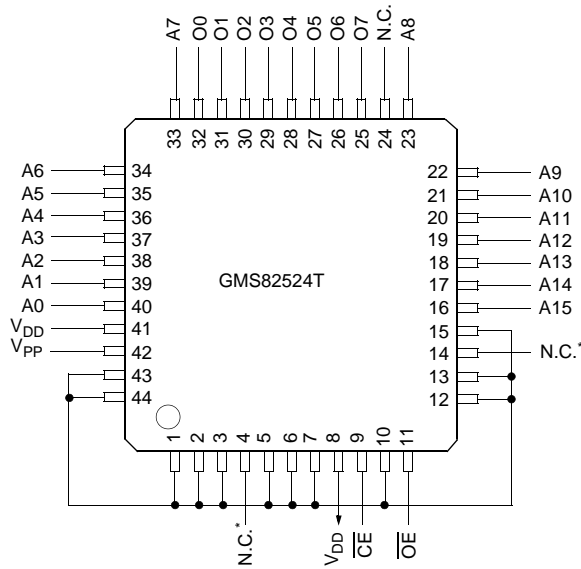 A7 O0 O1 O2 O3 O4 O5 O6 O7 N.C. A8
33 32 31 30 29 28 27 26 25 24 23
A6 34 22 A9
A5 35 21 A10
A4 36 20 A11
A3 37 19 A12
A2 38 18 A13
A1 39 GMS82524T 17 A14
A0 40 16 A15
VDD 41 15
VPP 42 14 N.C.*
43 13
44 12
1 2 3 4 5 6 7 8 9 10 11
N.C.* VDD CE OE